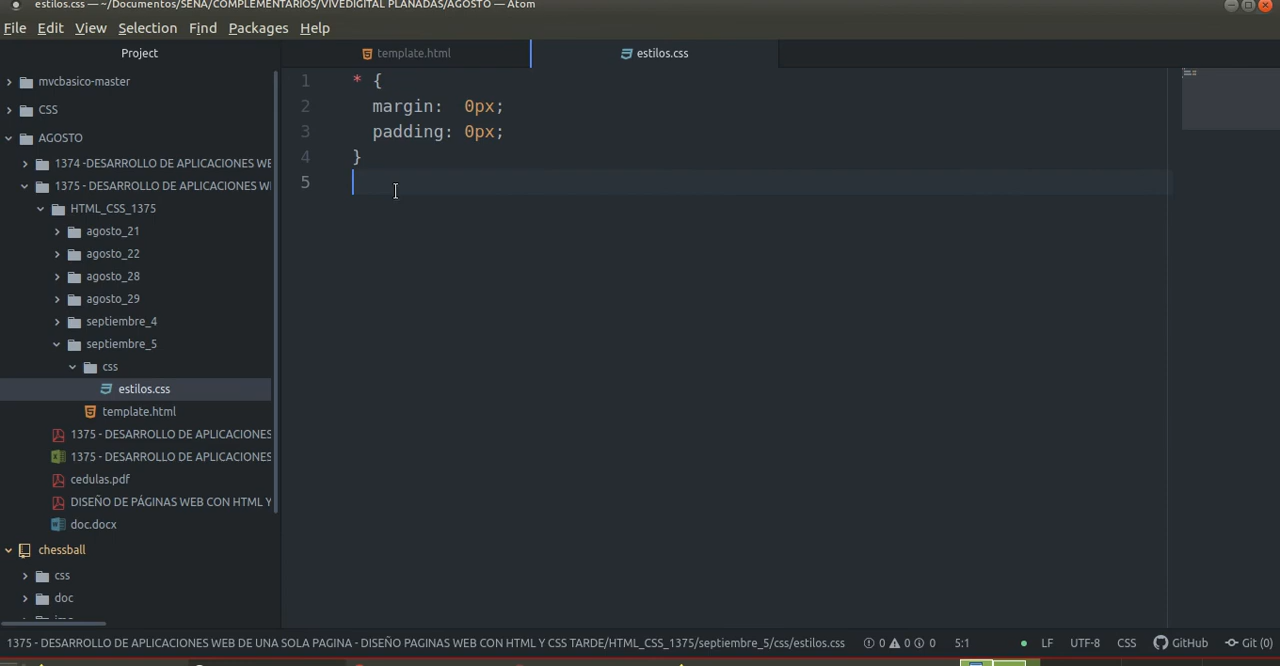 estilos.css — ~/Documentos/SENA/COMPLEMENTARIOS/VIVEDIGITAL PLANADAS/AGOSTO — Atom
File Edit View Selection Find Packages Help
Project
template.html
estilos.css
mvcbasico-master
CSS
AGOSTO
1374 -DESARROLLO DE APLICACIONES WE
1375 - DESARROLLO DE APLICACIONES W
HTML_CSS_1375
agosto_21
agosto_22
agosto_28
agosto_29
septiembre_4
septiembre_5
css
estilos.css
template.html
1375 - DESARROLLO DE APLICACIONES
1375 - DESARROLLO DE APLICACIONES
cedulas.pdf
DISEÑO DE PÁGINAS WEB CON HTML Y
doc.docx
chessball
css
doc
1 * {
2 margin: 0px;
3 padding: 0px;
4 }
5
1375 - DESARROLLO DE APLICACIONES WEB DE UNA SOLA PAGINA - DISEÑO PAGINAS WEB CON HTML Y CSS TARDE/HTML_CSS_1375/septiembre_5/css/estilos.css 0 0 0 5:1 LF UTF-8 CSS GitHub Git (0)